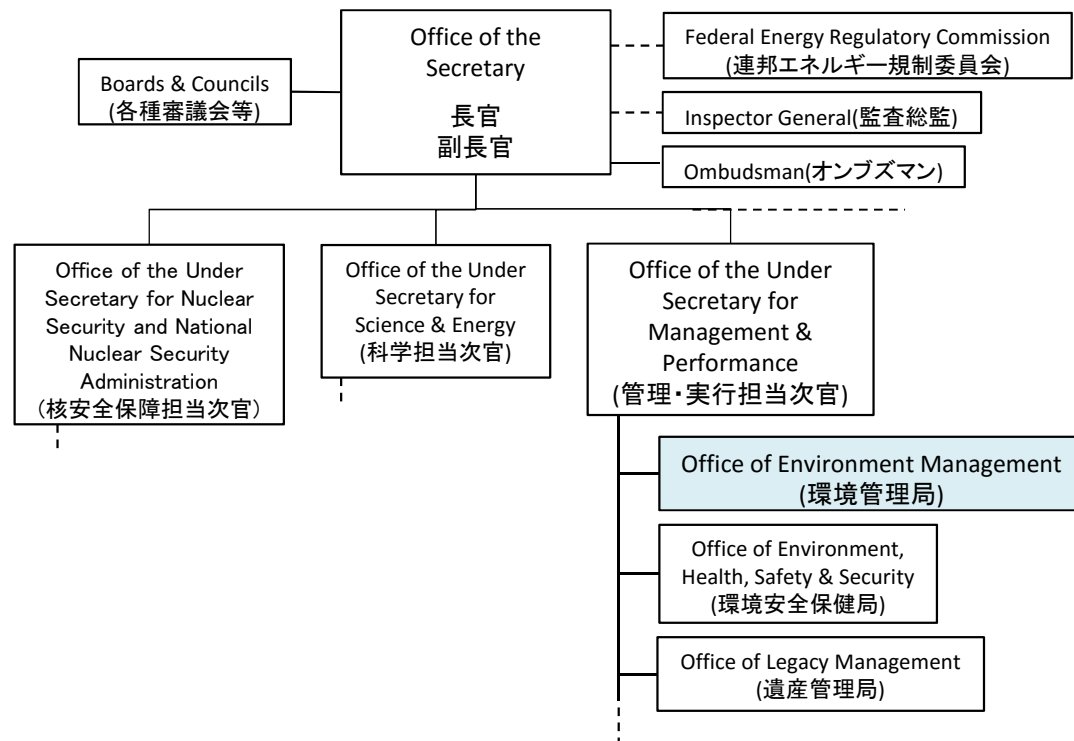 Office of the
Secretary
長官
副長官
Boards & Councils
(各種審議会等)
Federal Energy Regulatory Commission
(連邦エネルギー規制委員会)
Inspector General(監査総監)
Ombudsman(オンブズマン)
Office of the Under
Secretary for Nuclear
Security and National
Nuclear Security
Administration
(核安全保障担当次官)
Office of the Under
Secretary for
Science & Energy
(科学担当次官)
Office of the Under
Secretary for
Management &
Performance
(管理・実行担当次官)
Office of Environment Management
(環境管理局)
Office of Environment,
Health, Safety & Security
(環境安全保健局)
Office of Legacy Management
(遺産管理局)